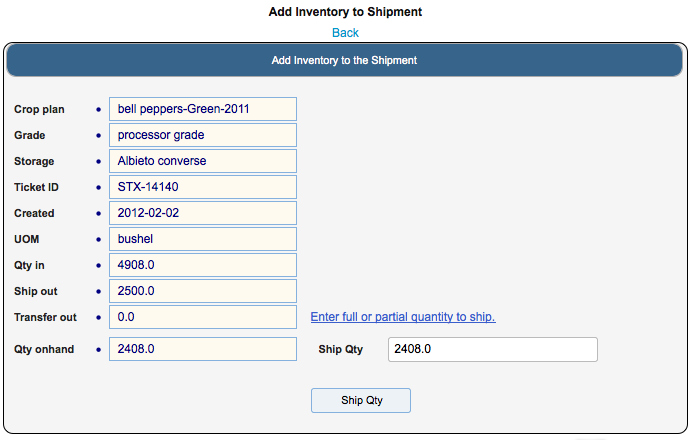 Add Inventory to Shipment
Back
Add Inventory to the Shipment
Crop plan • bell peppers-Green-2011
Grade • processor grade
Storage • Albieto converse
Ticket ID • STX-14140
Created • 2012-02-02
UOM • bushel
Qty in • 4908.0
Ship out • 2500.0
Transfer out • 0.0 Enter full or partial quantity to ship.
Qty onhand • 2408.0 Ship Qty 2408.0
Ship Qty